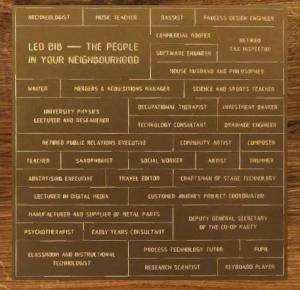 ARCHAEOLOGIST
MUSIC TEACHER
BASSIST
PROCESS DESIGN ENGINEER
LED BIB — THE PEOPLE
IN YOUR NEIGHBOURHOOD
COMMERCIAL ROOFER
SOFTWARE ENGINEER
RETIRED
TAX INSPECTOR
HOUSE HUSBAND AND PHILOSOPHER
WRITER
MERGERS & ACQUISITIONS MANAGER
SCIENCE AND SPORTS TEACHER
UNIVERSITY PHYSICS
LECTURER AND RESEARCHER
OCCUPATIONAL THERAPIST
INVESTMENT BANKER
TECHNOLOGY CONSULTANT
DRAINAGE ENGINEER
RETIRED PUBLIC RELATIONS EXECUTIVE
COMMUNITY ARTIST
COMPOSER
TEACHER
SAXOPHONIST
SOCIAL WORKER
ARTIST
DRUMMER
ADVERTISING EXECUTIVE
TRAVEL EDITOR
CRAFTSMAN OF STAGE TECHNOLOGY
LECTURER IN DIGITAL MEDIA
CUSTOMER JOURNEY PROJECT COORDINATOR
MANUFACTURER AND SUPPLIER OF METAL PARTS
DEPUTY GENERAL SECRETARY
OF THE CO-OP PARTY
PSYCHOTHERAPIST
EARLY YEARS CONSULTANT
CLASSROOM AND INSTRUCTIONAL
TECHNOLOGIST
PROCESS TECHNOLOGY TUTOR
PUPIL
RESEARCH SCIENTIST
KEYBOARD PLAYER